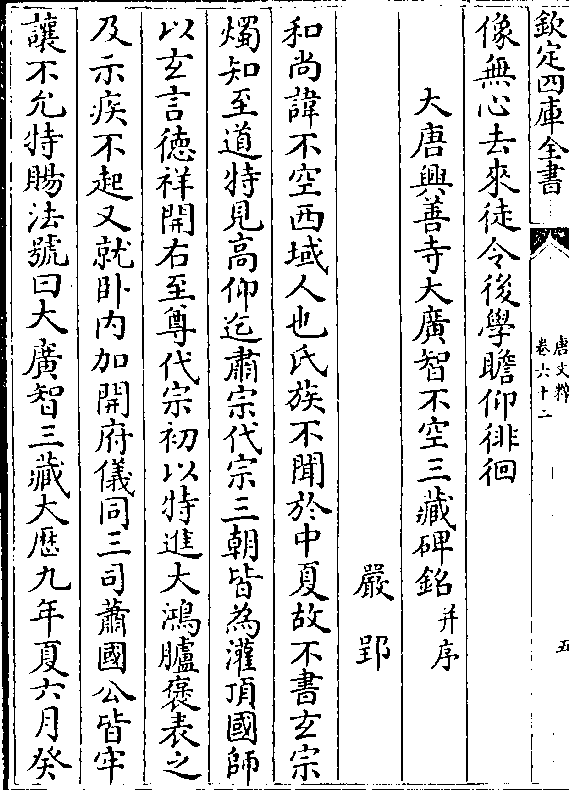 欽定四庫全書
唐文粹
卷六十二
五
像無心去來徒令後學瞻仰徘徊
大唐興善寺大廣智不空三藏碑銘并序
嚴郢
和尚諱不空西域人也氏族不聞於中夏故不書玄宗
燭知至道特見高仰迄肅宗代宗三朝皆為灌頂國師
以玄言德祥開右至尊代宗初以特進大鴻臚褒表之
及示疾不起又就卧内加開府儀同三司蕭國公皆牢
讓不允特賜法號曰大廣智三藏大厯九年夏六月癸